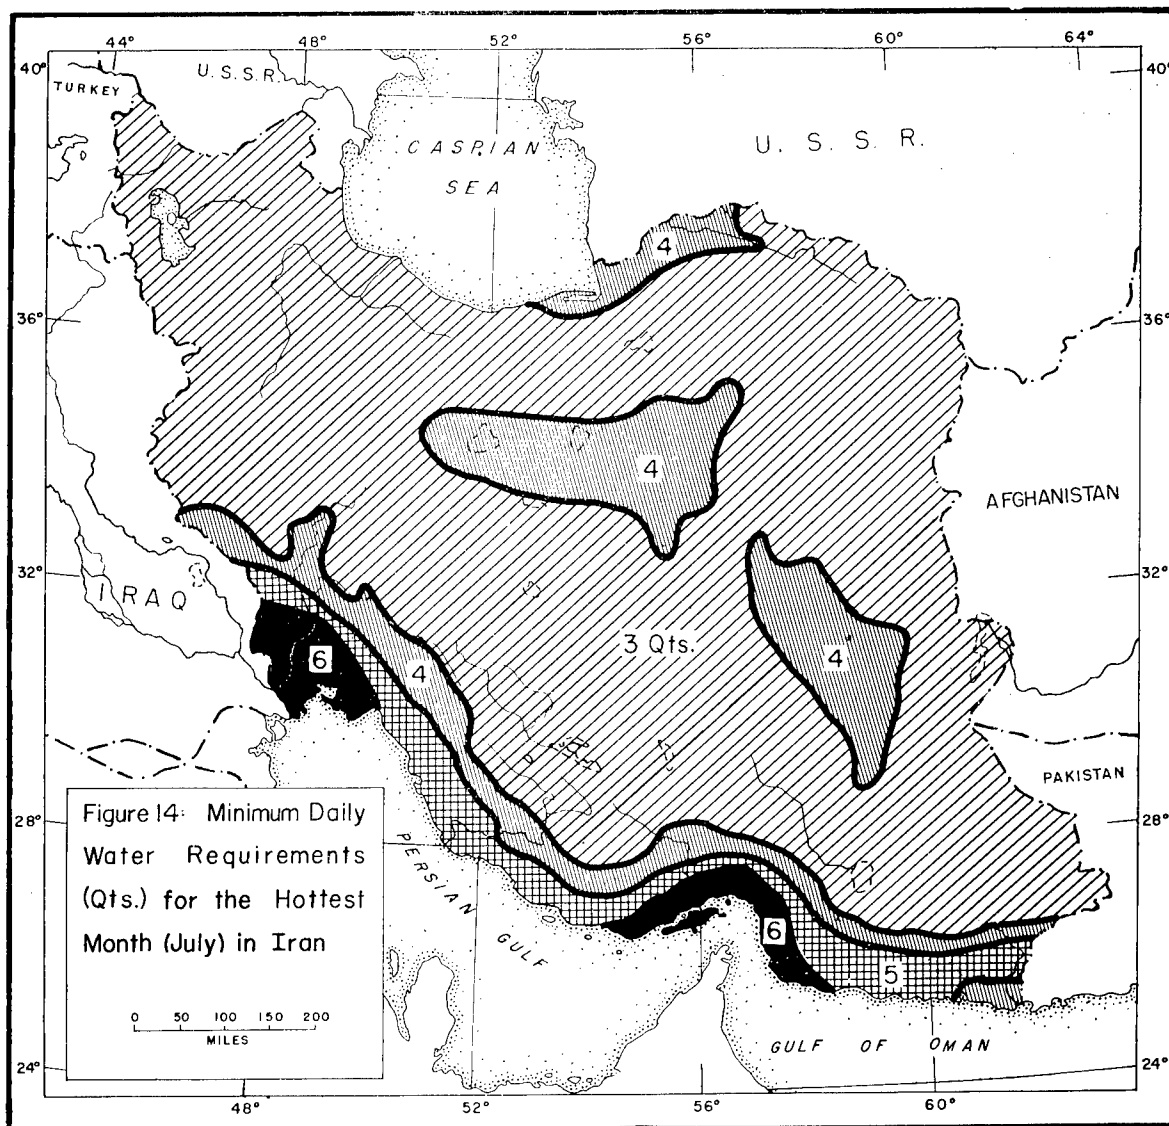 44° 48° 52° 56° 60° 64°
40° 40°
TURKEY
U.S.S.R.
CASPIAN
SEA
U. S. S. R.
4
36° 36°
4
AFGHANISTAN
32° 32°
IRAQ
6
4
3 Qts.
4
PAKISTAN
28° 28°
Figure 14: Minimum Daily
Water Requirements
(Qts.) for the Hottest
Month (July) in Iran
0 50 100 150 200
MILES
PERSIAN
GULF
6
5
GULF OF OMAN
24° 24°
48° 52° 56° 60°